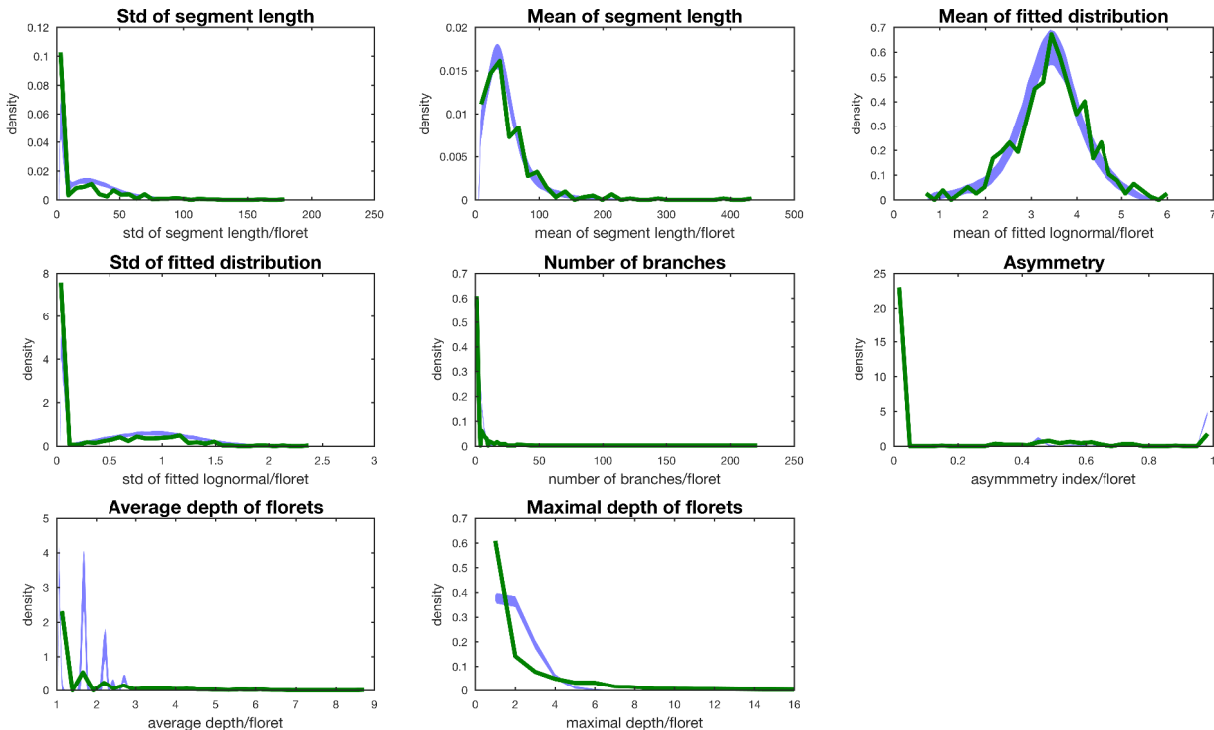 Std of segment length
0.12
0.1
0.08
0.06
0.04
0.02
0
density
0 50 100 150 200 250
std of segment length/floret
Mean of segment length
0.02
0.015
0.01
0.005
0
density
0 100 200 300 400 500
mean of segment length/floret
Mean of fitted distribution
0.7
0.6
0.5
0.4
0.3
0.2
0.1
0
density
0 1 2 3 4 5 6 7
mean of fitted lognormal/floret
Std of fitted distribution
8
6
4
2
0
density
0 0.5 1 1.5 2 2.5 3
std of fitted lognormal/floret
Number of branches
0.7
0.6
0.5
0.4
0.3
0.2
0.1
0
density
0 50 100 150 200 250
number of branches/floret
Asymmetry
25
20
15
10
5
0
density
0 0.2 0.4 0.6 0.8 1
asymmmetry index/floret
Average depth of florets
5
4
3
2
1
0
density
1 2 3 4 5 6 7 8 9
average depth/floret
Maximal depth of florets
0.7
0.6
0.5
0.4
0.3
0.2
0.1
0
density
0 2 4 6 8 10 12 14 16
maximal depth/floret